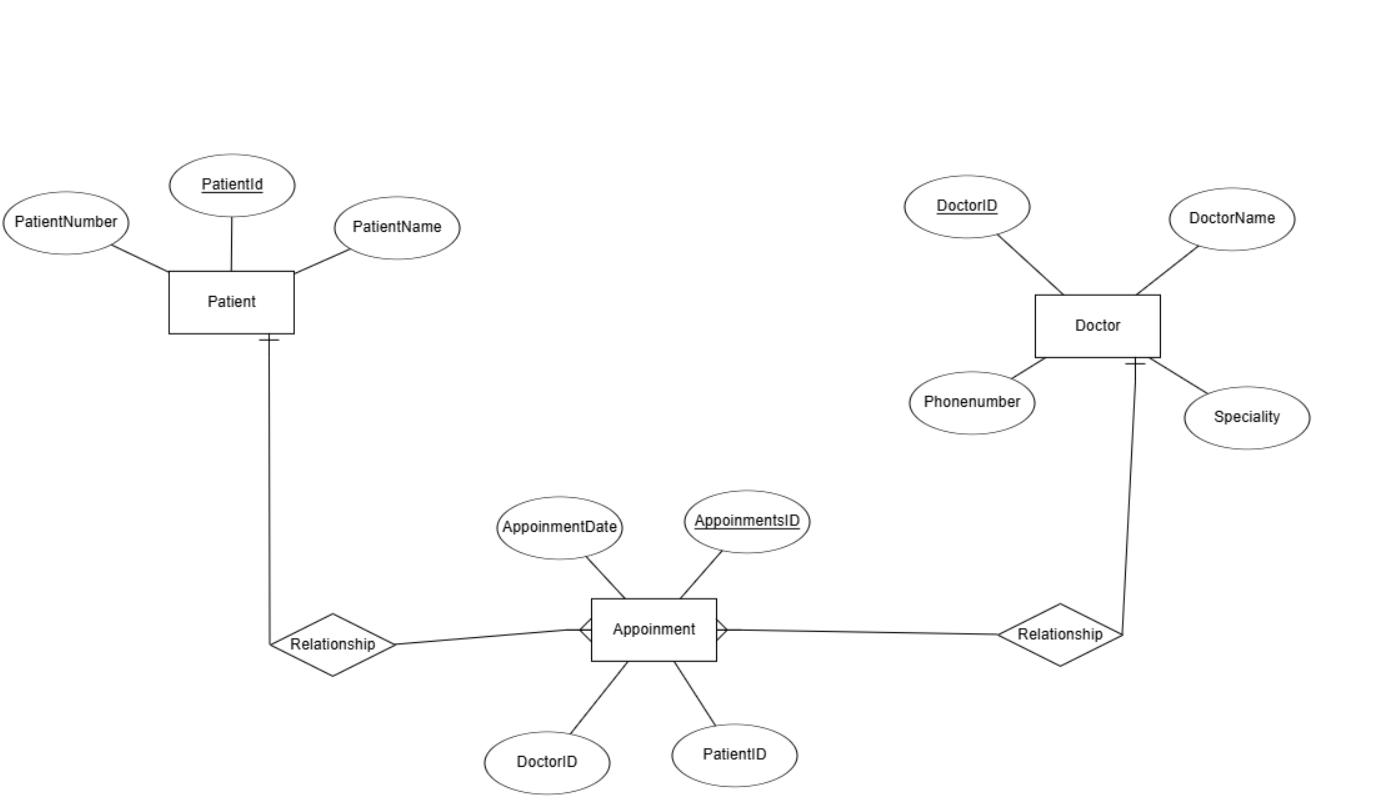 PatientId
PatientNumber
PatientName
Patient
DoctorID
DoctorName
Doctor
Phonenumber
Speciality
AppoinmentDate
AppoinmentsID
Relationship
Appoinment
Relationship
DoctorID
PatientID